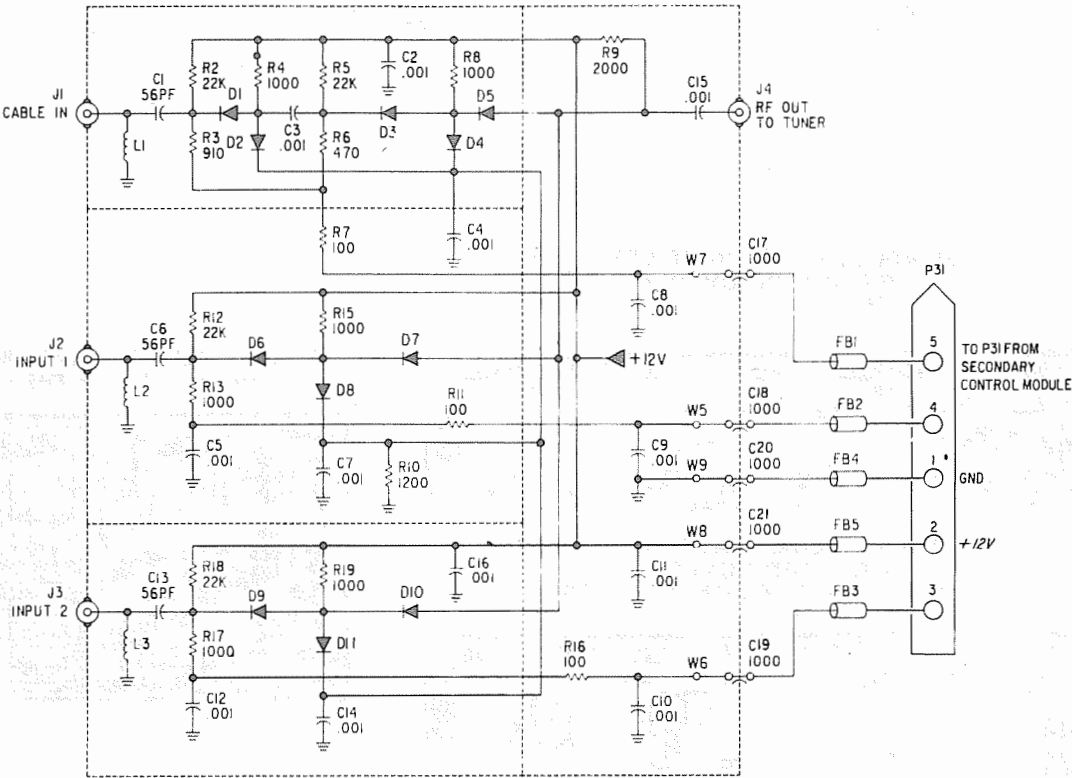 J1
CABLE IN
C1
56PF
L1
R2
22K
R3
910
D1
R4
1000
D2
C3
.001
R5
22K
R6
470
C2
.001
D3
R8
1000
D5
D4
R9
2000
C15
.001
J4
RF OUT
TO TUNER
R7
100
C4
.001
C8
.001
W7
C17
1000
P31
J2
INPUT 1
C6
56PF
L2
R12
22K
R13
1000
D6
R15
1000
D7
D8
+12V
FB1
5
TO P31 FROM
SECONDARY
CONTROL MODULE
R11
100
C5
.001
C7
.001
R10
1200
C9
.001
W5
C18
1000
FB2
4
W9
C20
1000
FB4
1
GND
W8
C21
1000
FB5
2
+12V
J3
INPUT 2
C13
56PF
L3
R18
22K
R17
1000
D9
R19
1000
D10
D11
C16
.001
C11
.001
FB3
3
R16
100
W6
C19
1000
C12
.001
C14
.001
C10
.001